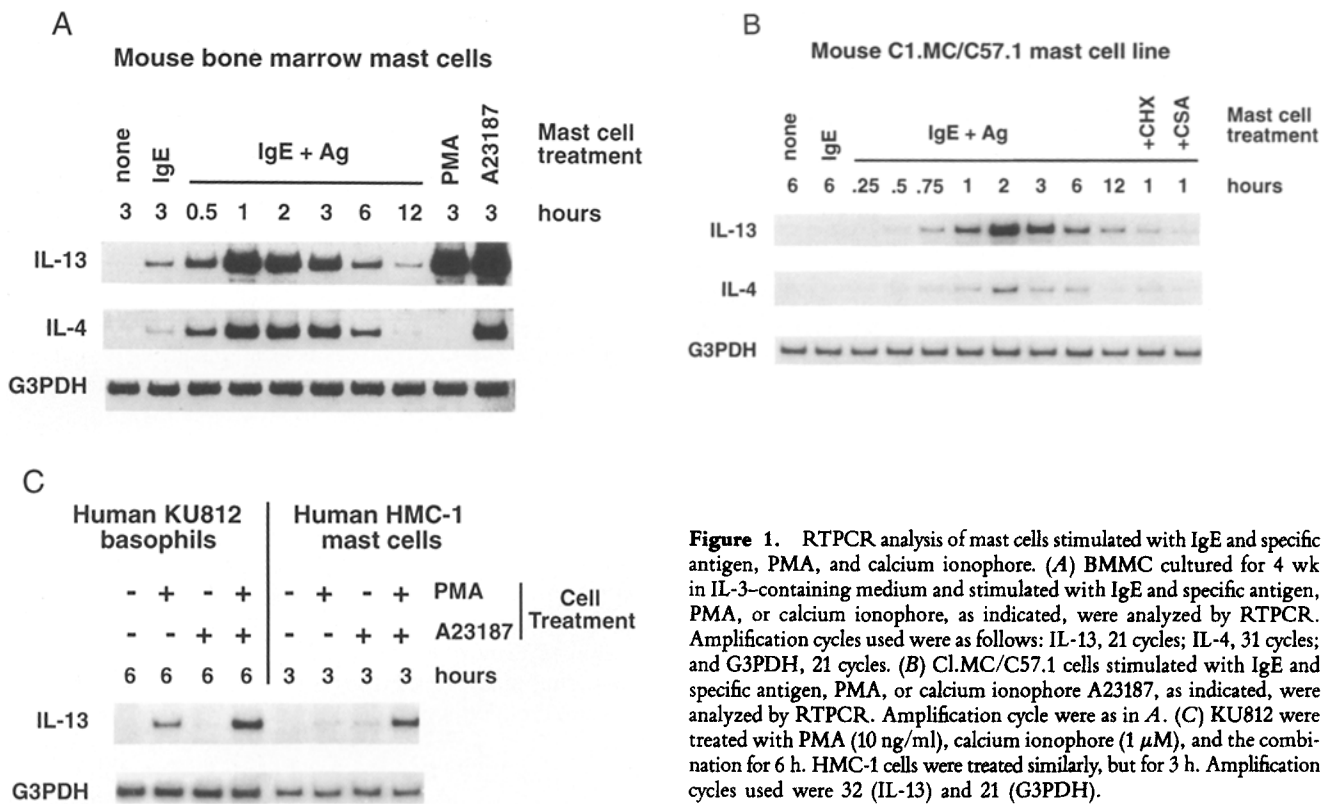 A
Mouse bone marrow mast cells
none
IgE
IgE + Ag
PMA
A23187
Mast cell
treatment
3 3 0.5 1 2 3 6 12 3 3 hours
IL-13
IL-4
G3PDH
B
Mouse C1.MC/C57.1 mast cell line
none
IgE
IgE + Ag
+CHX
+CSA
Mast cell
treatment
6 6 .25 .5 .75 1 2 3 6 12 1 1 hours
IL-13
IL-4
G3PDH
C
Human KU812
basophils
Human HMC-1
mast cells
- + - + - + - + PMA
- - + + - - + + A23187
Cell
Treatment
6 6 6 6 3 3 3 3 hours
IL-13
G3PDH
Figure 1. RTPCR analysis of mast cells stimulated with IgE and specific
antigen, PMA, and calcium ionophore. (A) BMMC cultured for 4 wk
in IL-3–containing medium and stimulated with IgE and specific antigen,
PMA, or calcium ionophore, as indicated, were analyzed by RTPCR.
Amplification cycles used were as follows: IL-13, 21 cycles; IL-4, 31 cycles;
and G3PDH, 21 cycles. (B) Cl.MC/C57.1 cells stimulated with IgE and
specific antigen, PMA, or calcium ionophore A23187, as indicated, were
analyzed by RTPCR. Amplification cycle were as in A. (C) KU812 were
treated with PMA (10 ng/ml), calcium ionophore (1 μM), and the combi-
nation for 6 h. HMC-1 cells were treated similarly, but for 3 h. Amplification
cycles used were 32 (IL-13) and 21 (G3PDH).